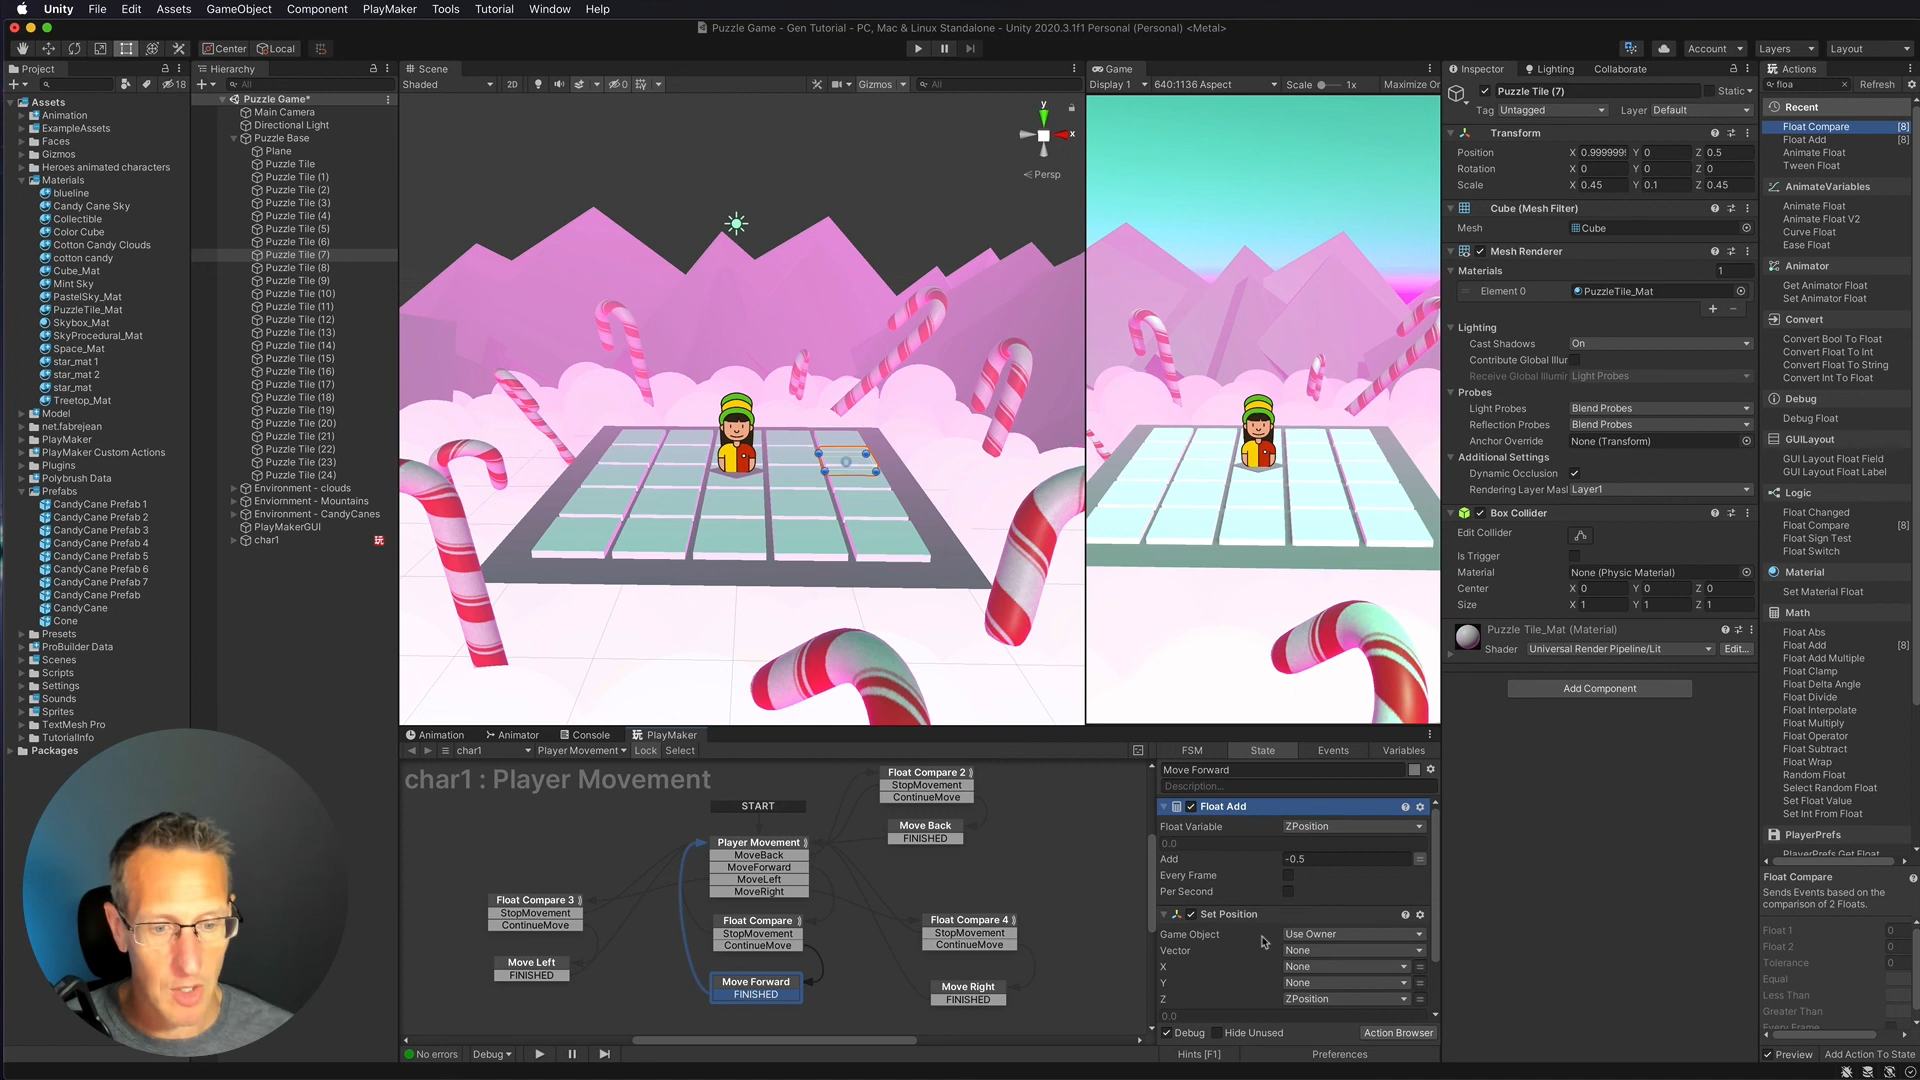 Unity File Edit Assets GameObject Component PlayMaker Tools Tutorial Window Help
Puzzle Game - Gen Tutorial - PC, Mac & Linux Standalone - Unity 2020.3.1f1 Personal (Personal) <Metal>
Center Local Account Layers Layout
Project
18
Assets
Animation
ExampleAssets
Faces
Gizmos
Heroes animated characters
Materials
blueline
Candy Cane Sky
Collectible
Color Cube
Cotton Candy Clouds
cotton candy
Cube_Mat
Mint Sky
PastelSky_Mat
PuzzleTile_Mat
Skybox_Mat
SkyProcedural_Mat
Space_Mat
star_mat 1
star_mat 2
star_mat
Treetop_Mat
Model
net.fabrejean
PlayMaker
PlayMaker Custom Actions
Plugins
Polybrush Data
Prefabs
CandyCane Prefab 1
CandyCane Prefab 2
CandyCane Prefab 3
CandyCane Prefab 4
CandyCane Prefab 5
CandyCane Prefab 6
CandyCane Prefab 7
CandyCane Prefab
CandyCane
Cone
Presets
ProBuilder Data
Scenes
Scripts
Settings
Sounds
Sprites
TextMesh Pro
TutorialInfo
Packages
Hierarchy
All
Puzzle Game*
Main Camera
Directional Light
Puzzle Base
Plane
Puzzle Tile
Puzzle Tile (1)
Puzzle Tile (2)
Puzzle Tile (3)
Puzzle Tile (4)
Puzzle Tile (5)
Puzzle Tile (6)
Puzzle Tile (7)
Puzzle Tile (8)
Puzzle Tile (9)
Puzzle Tile (10)
Puzzle Tile (11)
Puzzle Tile (12)
Puzzle Tile (13)
Puzzle Tile (14)
Puzzle Tile (15)
Puzzle Tile (16)
Puzzle Tile (17)
Puzzle Tile (18)
Puzzle Tile (19)
Puzzle Tile (20)
Puzzle Tile (21)
Puzzle Tile (22)
Puzzle Tile (23)
Puzzle Tile (24)
Environment - clouds
Enviornment - Mountains
Environment - CandyCanes
PlayMakerGUI
char1
Scene
Shaded 2D 0 Gizmos All
y
x
Persp
Game
Display 1 640:1136 Aspect Scale 1x Maximize On
Animation Animator Console PlayMaker
char1 Player Movement Lock Select
char1 : Player Movement
START
Player Movement
MoveBack
MoveForward
MoveLeft
MoveRight
Float Compare 2
StopMovement
ContinueMove
Move Back
FINISHED
Float Compare 3
StopMovement
ContinueMove
Move Left
FINISHED
Float Compare
StopMovement
ContinueMove
Move Forward
FINISHED
Float Compare 4
StopMovement
ContinueMove
Move Right
FINISHED
No errors Debug
FSM State Events Variables
Move Forward
Description...
Float Add
Float Variable ZPosition
0.0
Add -0.5
Every Frame
Per Second
Set Position
Game Object Use Owner
Vector None
X None
Y None
Z ZPosition
0.0
Debug Hide Unused Action Browser
Hints [F1] Preferences
Inspector Lighting Collaborate
Puzzle Tile (7) Static
Tag Untagged Layer Default
Transform
Position X 0.999999 Y 0 Z 0.5
Rotation X 0 Y 0 Z 0
Scale X 0.45 Y 0.1 Z 0.45
Cube (Mesh Filter)
Mesh Cube
Mesh Renderer
Materials 1
Element 0 PuzzleTile_Mat
Lighting
Cast Shadows On
Contribute Global Illur
Receive Global Illumir Light Probes
Probes
Light Probes Blend Probes
Reflection Probes Blend Probes
Anchor Override None (Transform)
Additional Settings
Dynamic Occlusion
Rendering Layer Masl Layer1
Box Collider
Edit Collider
Is Trigger
Material None (Physic Material)
Center X 0 Y 0 Z 0
Size X 1 Y 1 Z 1
Puzzle Tile_Mat (Material)
Shader Universal Render Pipeline/Lit Edit...
Add Component
Actions
floa Refresh
Recent
Float Compare [8]
Float Add [8]
Animate Float
Tween Float
AnimateVariables
Animate Float
Animate Float V2
Curve Float
Ease Float
Animator
Get Animator Float
Set Animator Float
Convert
Convert Bool To Float
Convert Float To Int
Convert Float To String
Convert Int To Float
Debug
Debug Float
GUILayout
GUI Layout Float Field
GUI Layout Float Label
Logic
Float Changed
Float Compare [8]
Float Sign Test
Float Switch
Material
Set Material Float
Math
Float Abs
Float Add [8]
Float Add Multiple
Float Clamp
Float Delta Angle
Float Divide
Float Interpolate
Float Multiply
Float Operator
Float Subtract
Float Wrap
Random Float
Select Random Float
Set Float Value
Set Int From Float
PlayerPrefs
PlayerPrefs Get Float
Float Compare
Sends Events based on the
comparison of 2 Floats.
Float 1 0
Float 2 0
Tolerance 0
Equal
Less Than
Greater Than
Every Frame
Preview Add Action To State